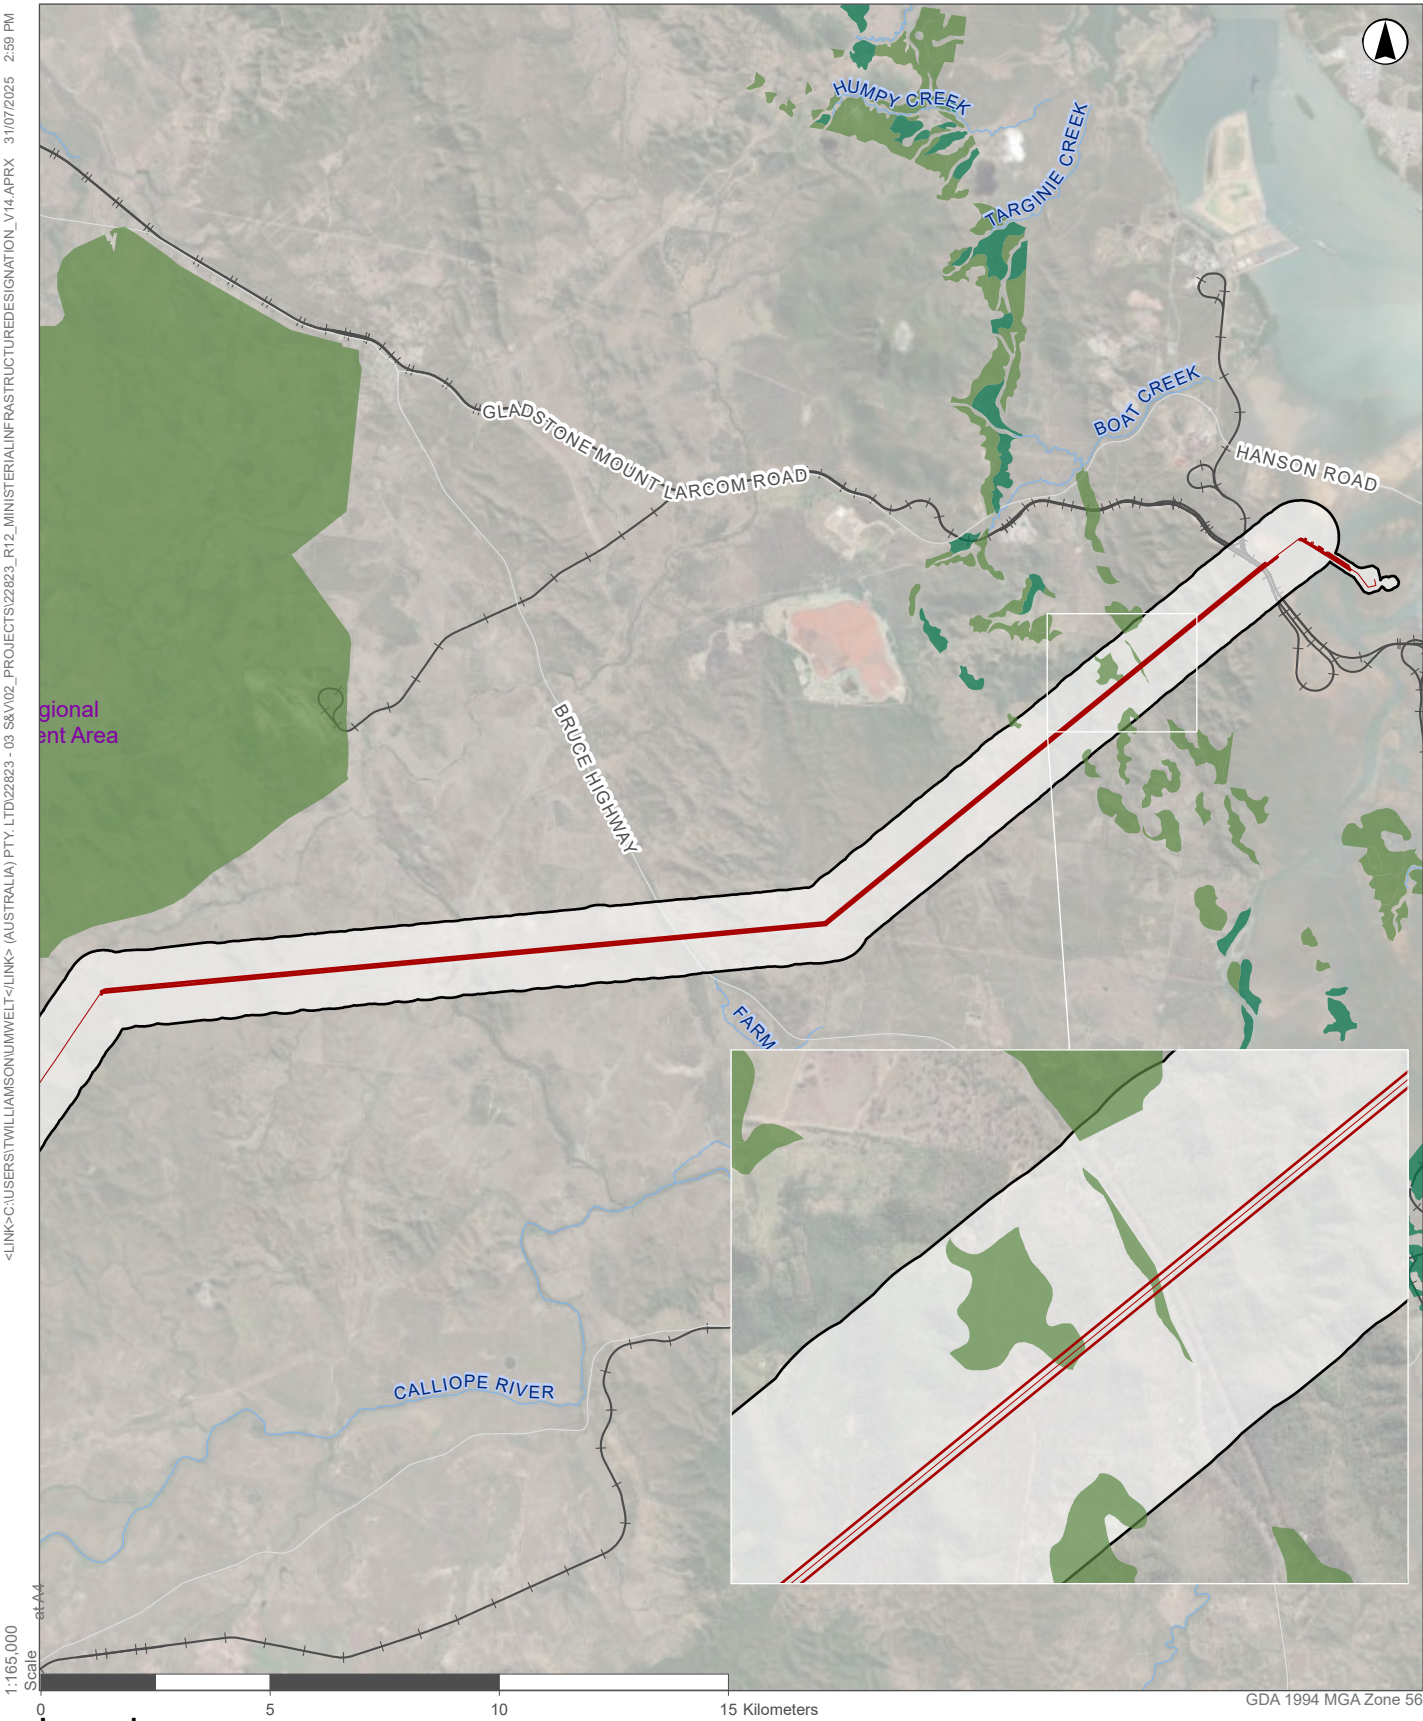 <LINK>C:\USERS\TWILLIAMSON\UMWELT</LINK> (AUSTRALIA) PTY. LTD\22823 - 03 S&V\02_PROJECTS\22823_R12_MINISTERIALINFRASTRUCTUREDESIGNATION_V14.APRX 31/07/2025 2:59 PM
HUMPY CREEK
TARGINIE CREEK
BOAT CREEK
HANSON ROAD
GLADSTONE MOUNT LARCOM ROAD
gional
ent Area
BRUCE HIGHWAY
FARM
CALLIOPE RIVER
Scale
1:165,000
at A4
0 5 10 15 Kilometers
GDA 1994 MGA Zone 56